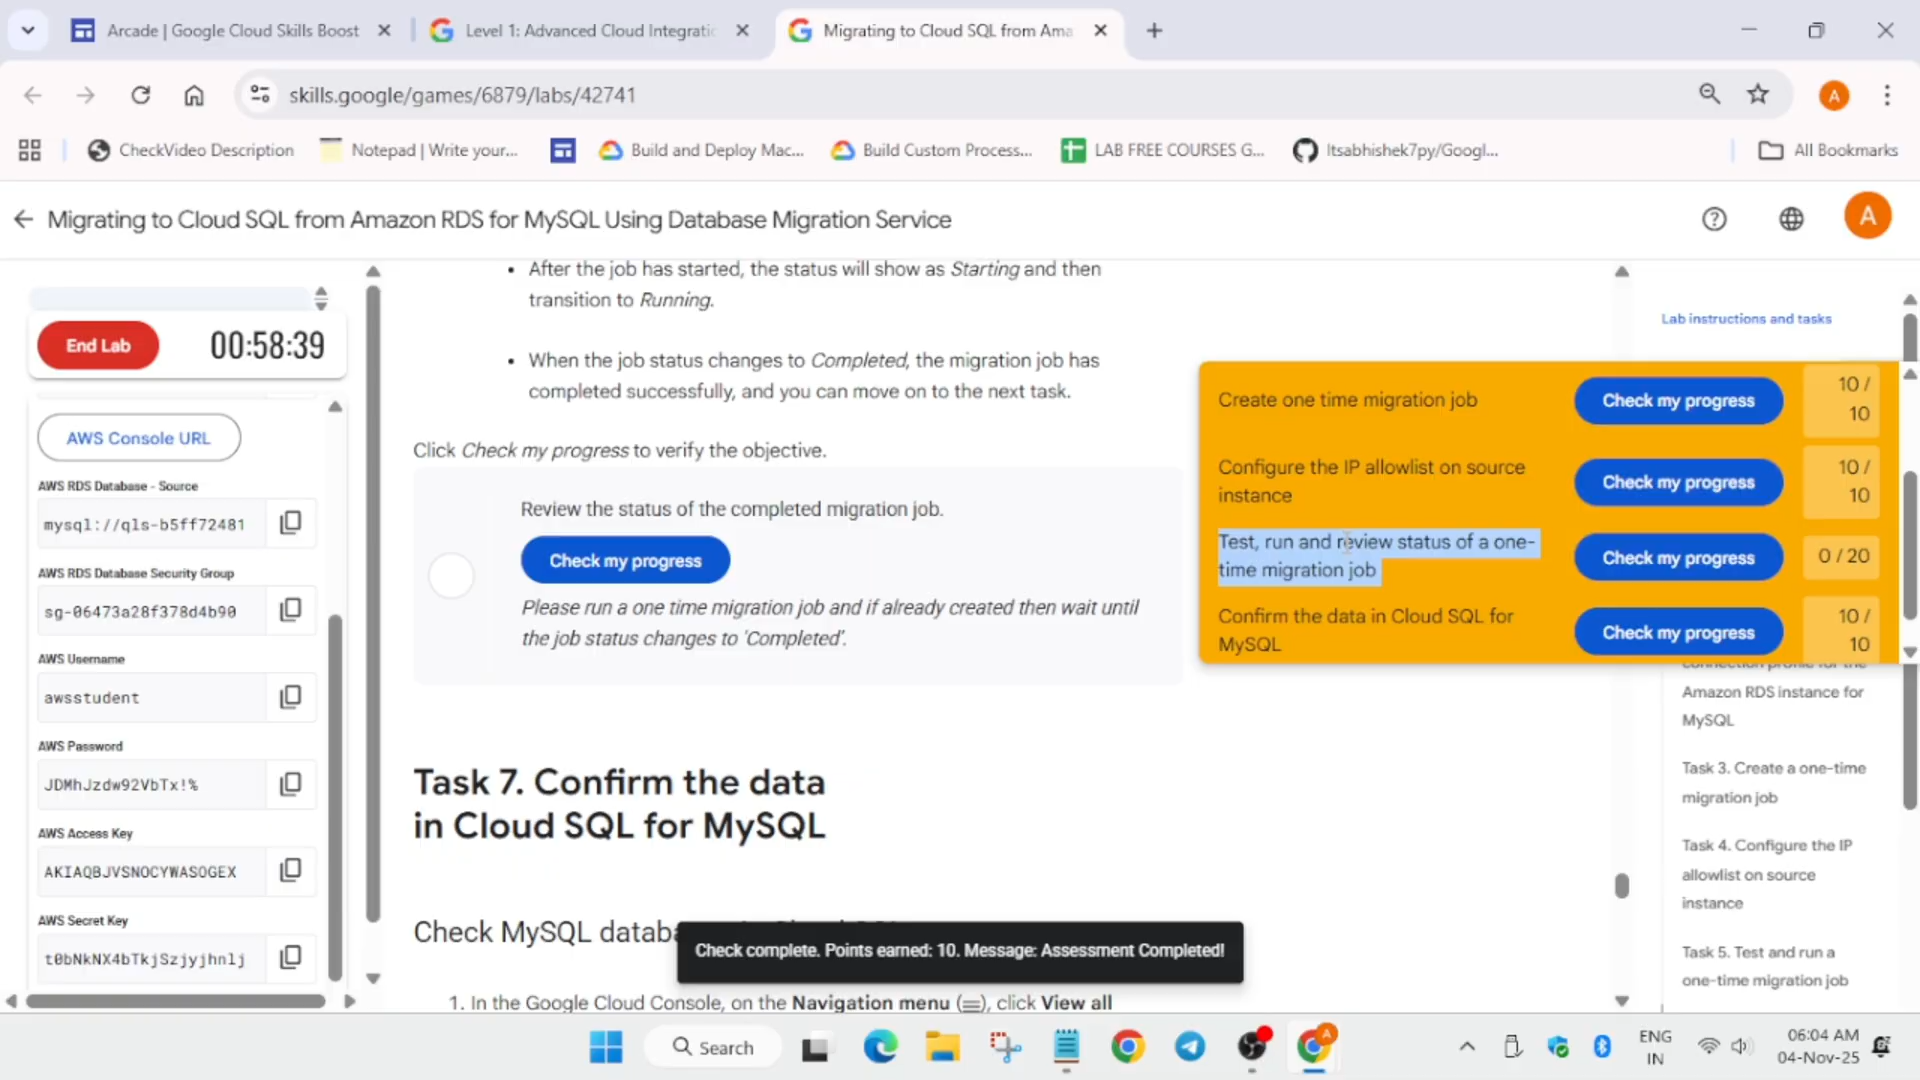 Arcade | Google Cloud Skills Boost
Level 1: Advanced Cloud Integratic
Migrating to Cloud SQL from Ama
skills.google/games/6879/labs/42741
A
CheckVideo Description
Notepad | Write your...
Build and Deploy Mac...
Build Custom Process...
LAB FREE COURSES G...
Itsabhishek7py/Googl...
All Bookmarks
Migrating to Cloud SQL from Amazon RDS for MySQL Using Database Migration Service
A
End Lab
00:58:39
AWS Console URL
AWS RDS Database - Source
mysql://qls-b5ff72481
AWS RDS Database Security Group
sg-06473a28f378d4b90
AWS Username
awsstudent
AWS Password
JDMhJzdw92VbTx!%
AWS Access Key
AKIAQBJVSNOCYWASOGEX
AWS Secret Key
t0bNkNX4bTkjSzjyjhnlj
• After the job has started, the status will show as Starting and then
transition to Running.
• When the job status changes to Completed, the migration job has
completed successfully, and you can move on to the next task.
Click Check my progress to verify the objective.
Review the status of the completed migration job.
Check my progress
Please run a one time migration job and if already created then wait until
the job status changes to 'Completed'.
Task 7. Confirm the data
in Cloud SQL for MySQL
Check MySQL databa
Check complete. Points earned: 10. Message: Assessment Completed!
1. In the Google Cloud Console, on the Navigation menu (≡), click View all
Lab instructions and tasks
Create one time migration job
Check my progress
10 /
10
Configure the IP allowlist on source
instance
Check my progress
10 /
10
Test, run and review status of a one-
time migration job
Check my progress
0 / 20
Confirm the data in Cloud SQL for
MySQL
Check my progress
10 /
10
connection profile for the
Amazon RDS instance for
MySQL
Task 3. Create a one-time
migration job
Task 4. Configure the IP
allowlist on source
instance
Task 5. Test and run a
one-time migration job
Search
A
ENG
IN
06:04 AM
04-Nov-25